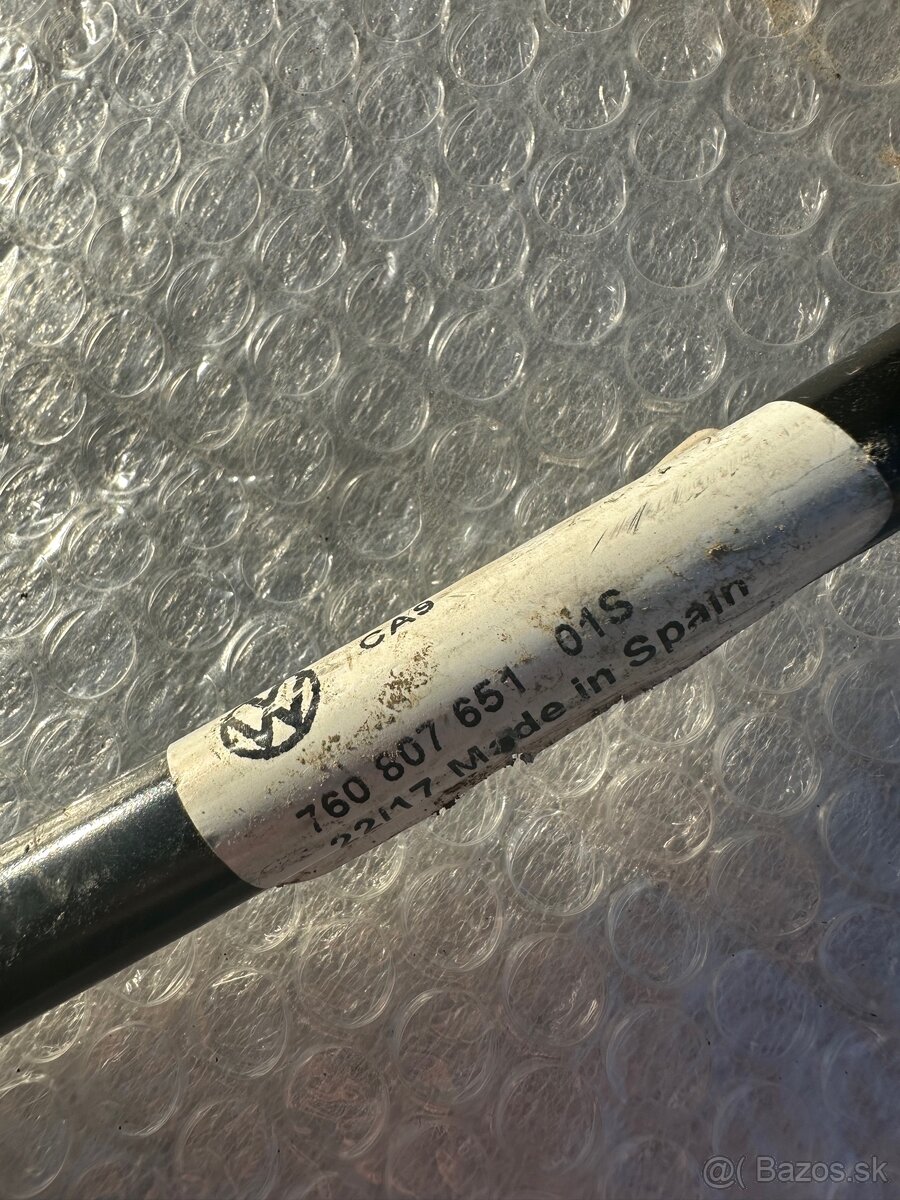 CA9
760 807 651 01S
22/17 Made in Spain
@( Bazos.sk